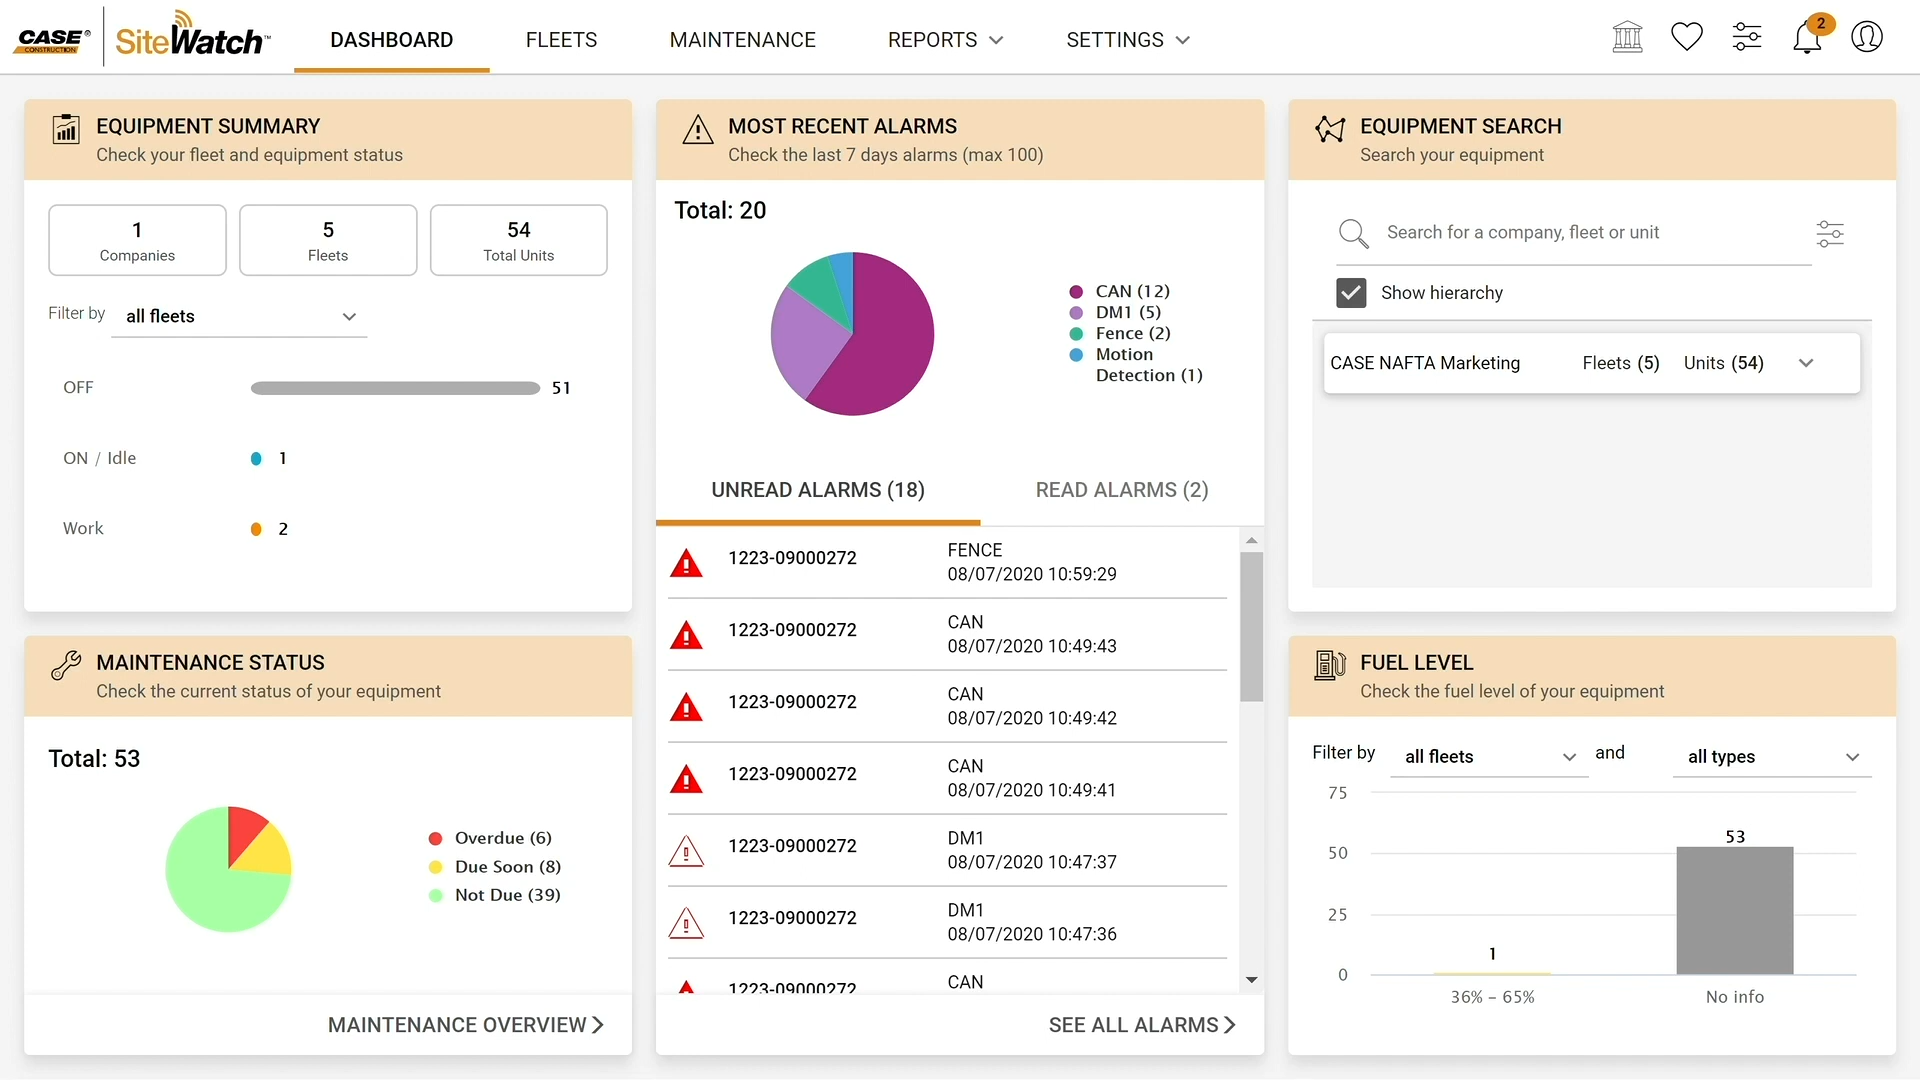 CASE®
CONSTRUCTION
SiteWatch™
DASHBOARD
FLEETS
MAINTENANCE
REPORTS
SETTINGS
2
EQUIPMENT SUMMARY
Check your fleet and equipment status
1
Companies
5
Fleets
54
Total Units
Filter by
all fleets
OFF
51
ON / Idle
1
Work
2
MOST RECENT ALARMS
Check the last 7 days alarms (max 100)
Total: 20
CAN (12)
DM1 (5)
Fence (2)
Motion
Detection (1)
UNREAD ALARMS (18)
READ ALARMS (2)
1223-09000272
FENCE
08/07/2020 10:59:29
1223-09000272
CAN
08/07/2020 10:49:43
1223-09000272
CAN
08/07/2020 10:49:42
1223-09000272
CAN
08/07/2020 10:49:41
1223-09000272
DM1
08/07/2020 10:47:37
1223-09000272
DM1
08/07/2020 10:47:36
1223-09000272
CAN
SEE ALL ALARMS
EQUIPMENT SEARCH
Search your equipment
Search for a company, fleet or unit
Show hierarchy
CASE NAFTA Marketing
Fleets (5)
Units (54)
MAINTENANCE STATUS
Check the current status of your equipment
Total: 53
Overdue (6)
Due Soon (8)
Not Due (39)
MAINTENANCE OVERVIEW
FUEL LEVEL
Check the fuel level of your equipment
Filter by
all fleets
and
all types
75
50
25
0
1
53
36% – 65%
No info